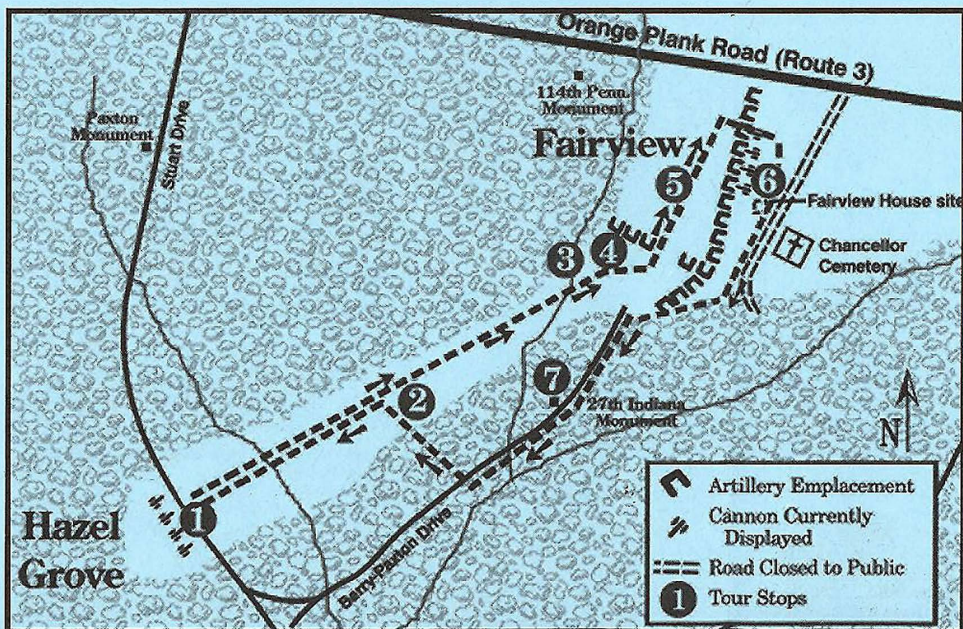 Orange Plank Road (Route 3)
114th Penn.
Monument
Paxton
Monument
Stuart Drive
Fairview
5
6
Fairview House site
3
4
Chancellor
Cemetery
7
2
27th Indiana
Monument
N
1
Hazel
Grove
Berry-Paxton Drive
Artillery Emplacement
Cannon Currently
Displayed
Road Closed to Public
1 Tour Stops